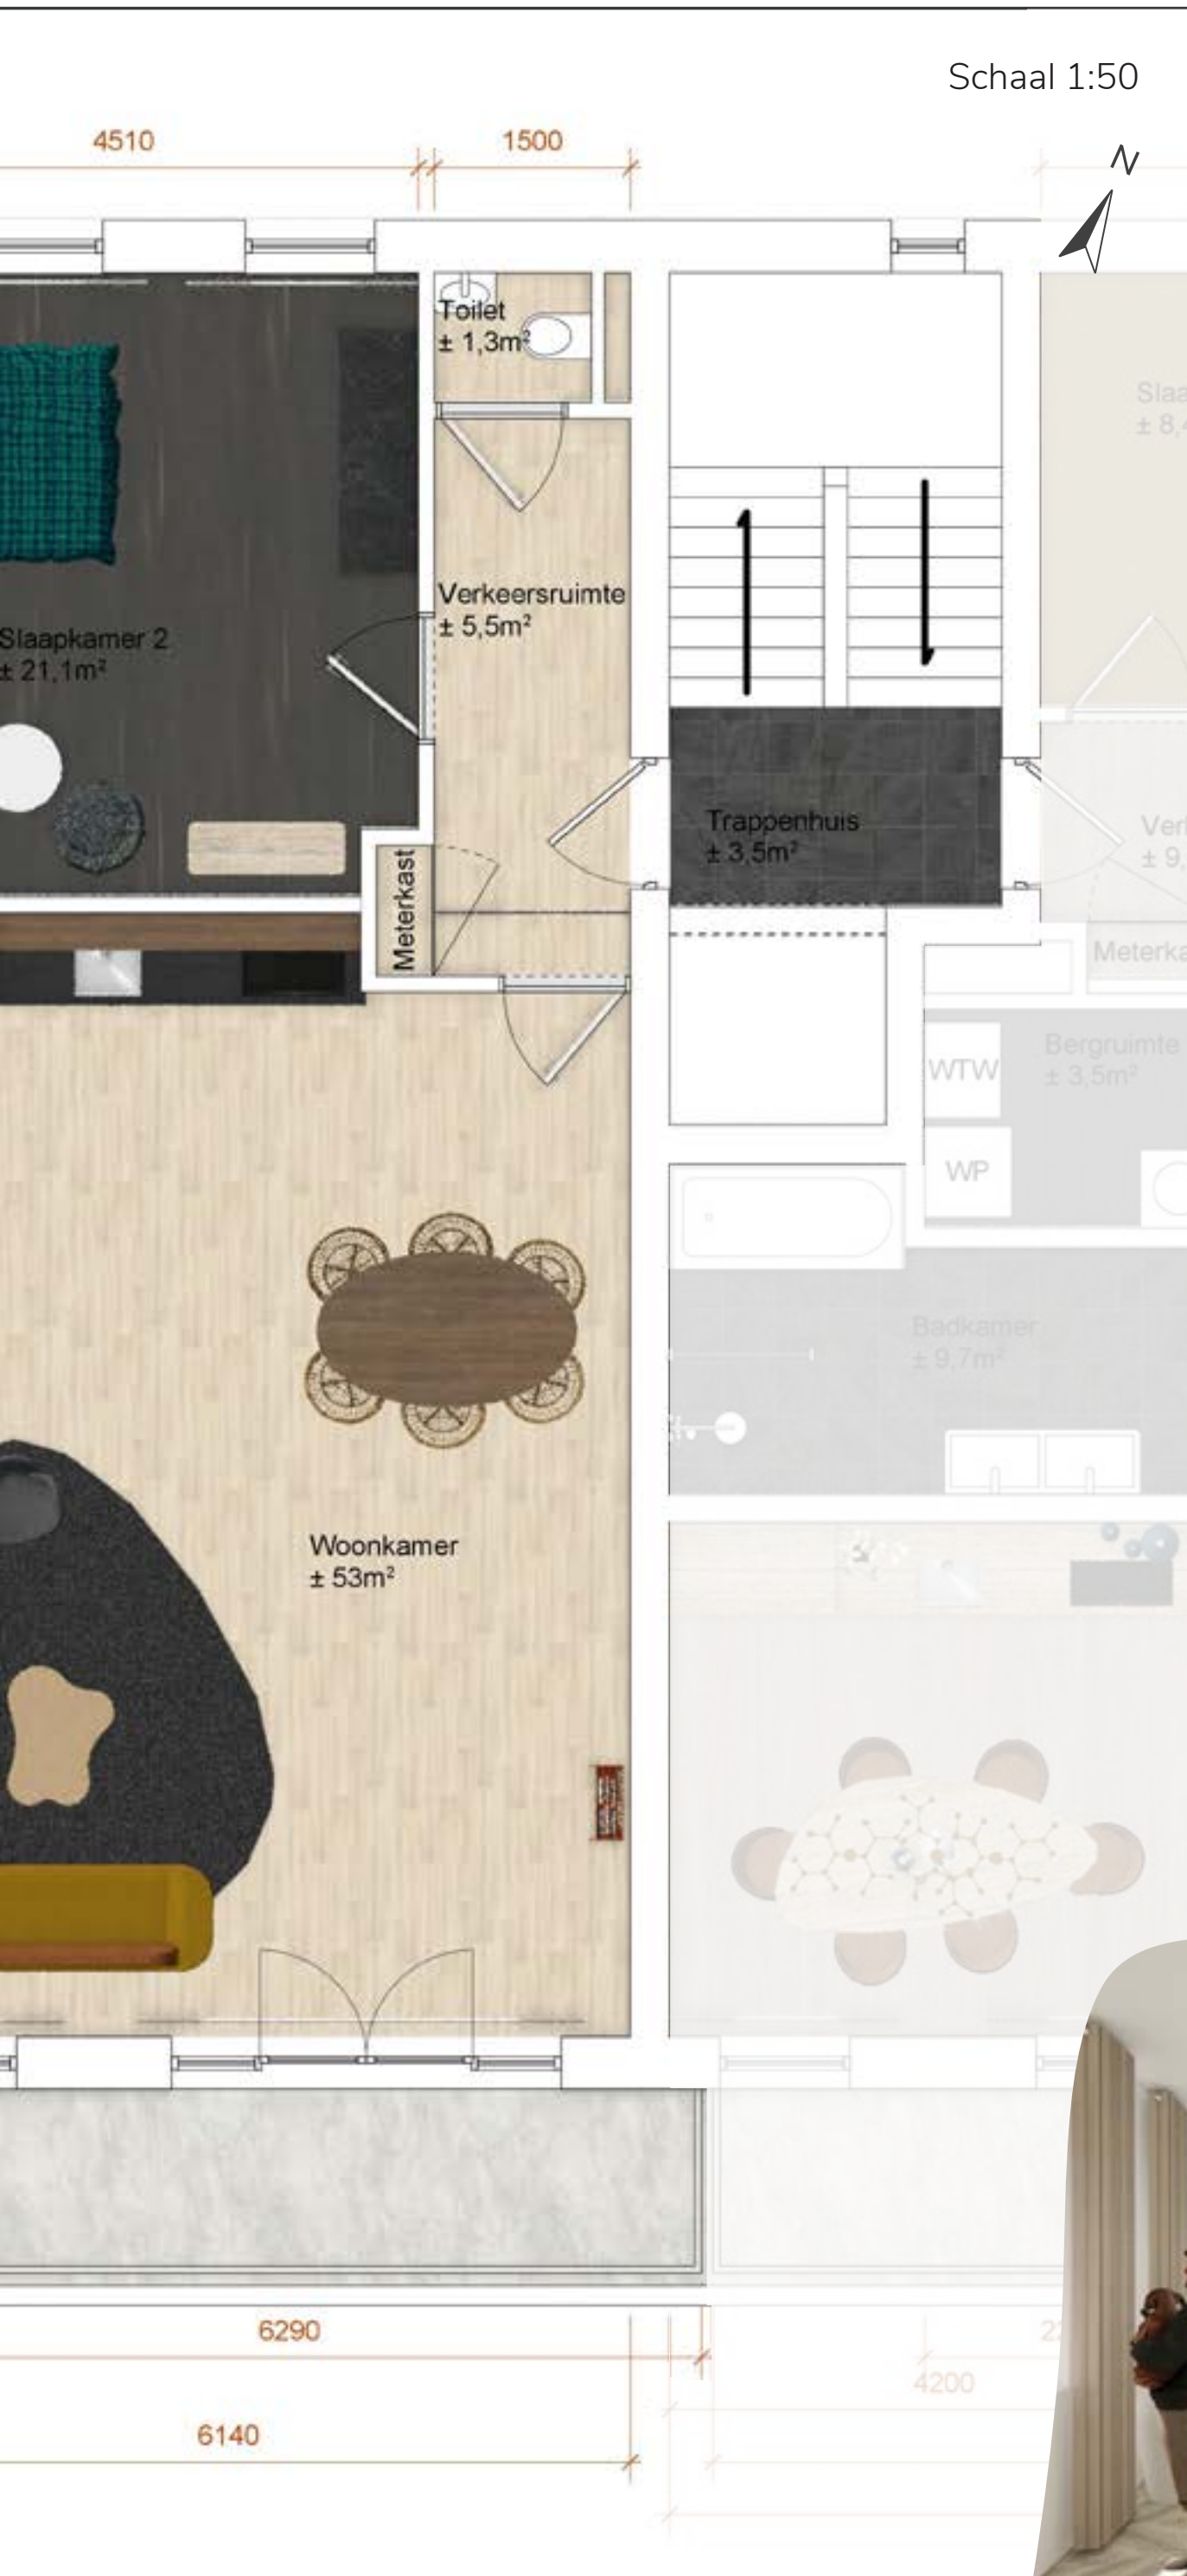 Schaal 1:50
N
4510
1500
Toilet
± 1,3m²
Verkeersruimte
± 5,5m²
Slaapkamer 2
± 21,1m²
Trappenhuis
± 3,5m²
Meterkast
WTW
Bergruimte
± 3,5m²
WP
Badkamer
± 9,7m²
Woonkamer
± 53m²
6290
4200
6140